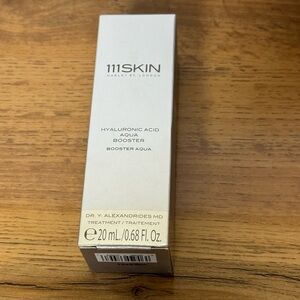 111SKIN
HARLEY ST LONDON
HYALURONIC ACID
AQUA
BOOSTER
BOOSTER AQUA
DR. Y. ALEXANDRIDES MD
TREATMENT / TRAITEMENT
℮ 20 mL./0.68 Fl. Oz.